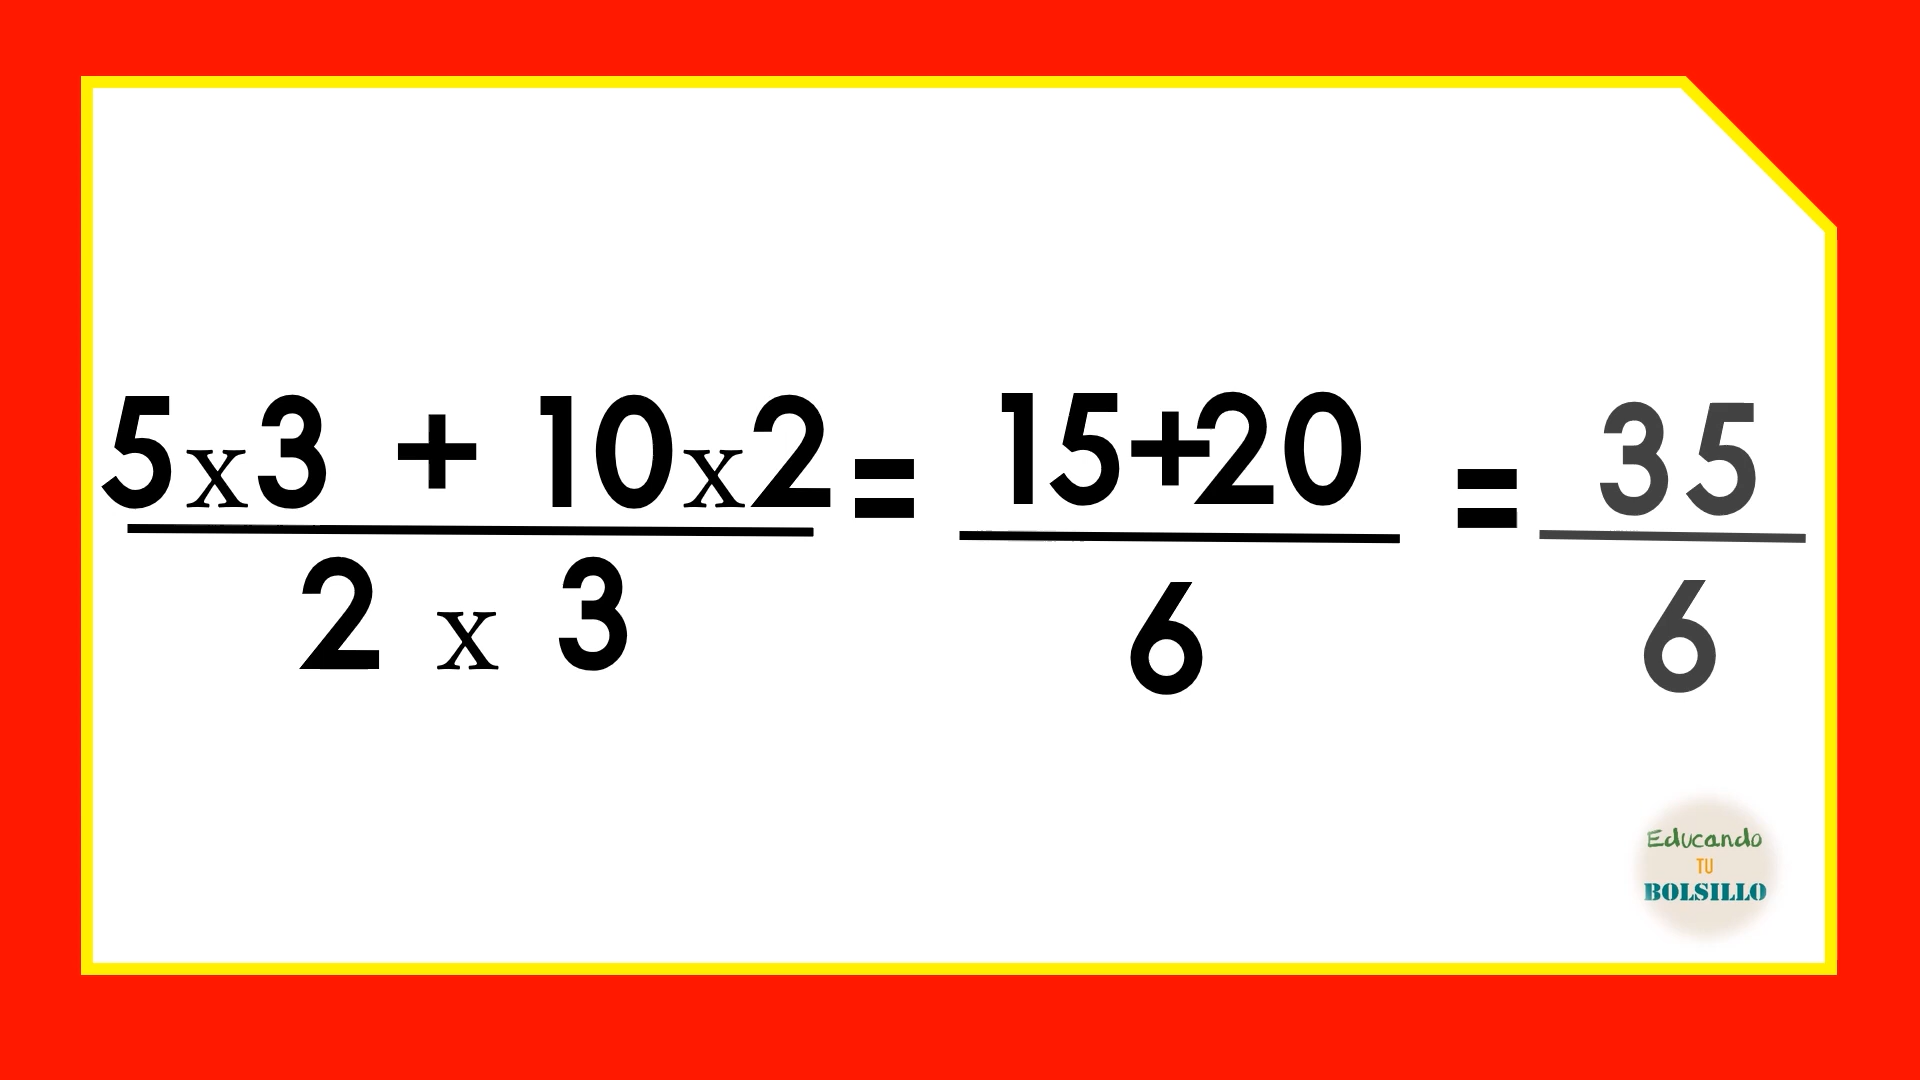 5x3 + 10x2 = 15+20 = 35
2 x 3 6 6
Educando
TU
BOLSILLO